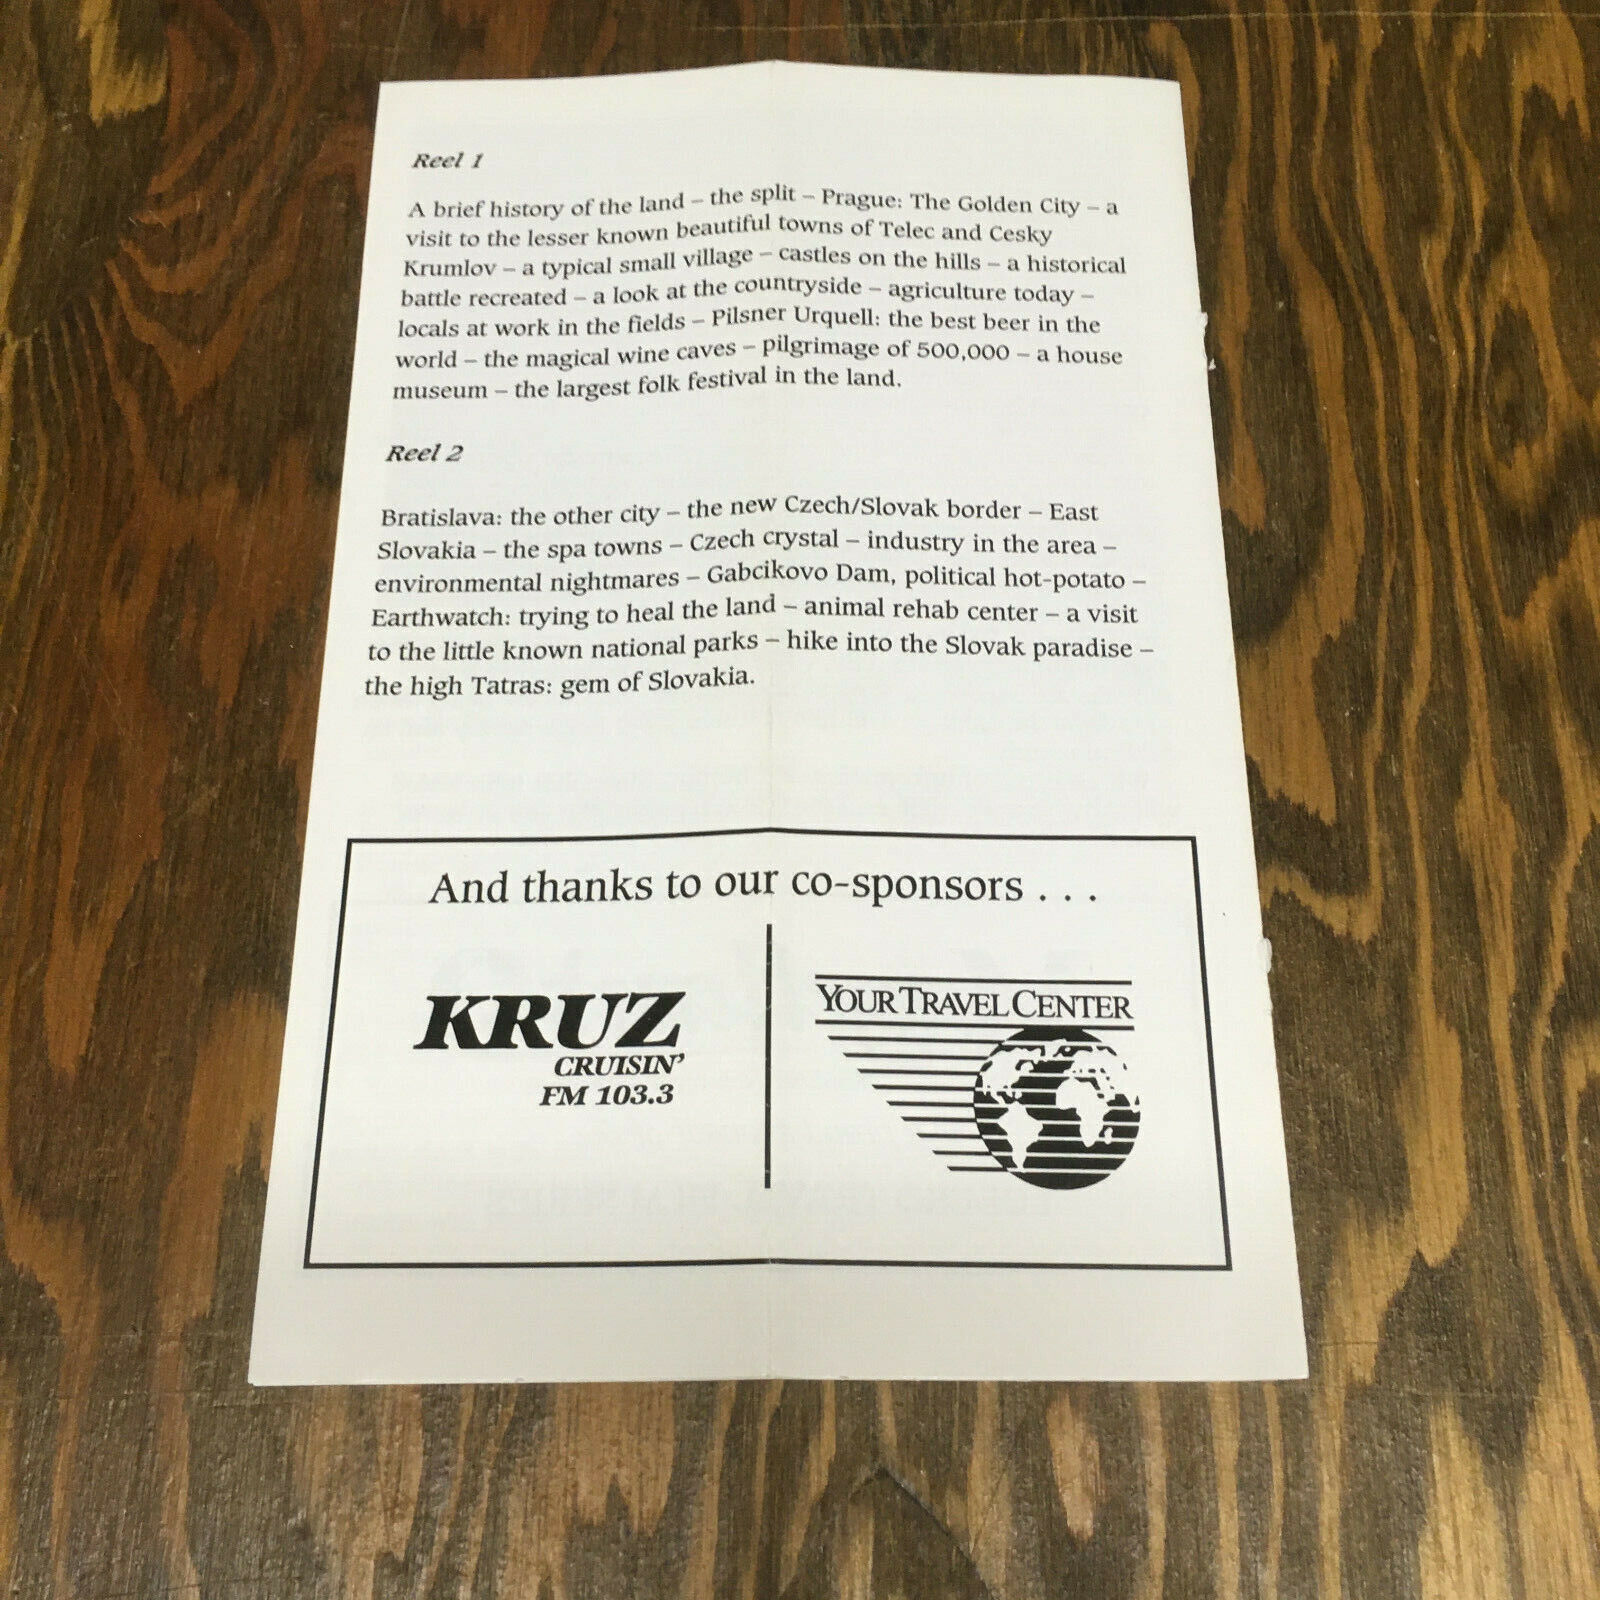 Reel 1
A brief history of the land – the split – Prague: The Golden City – a
visit to the lesser known beautiful towns of Telec and Cesky
Krumlov – a typical small village – castles on the hills – a historical
battle recreated – a look at the countryside – agriculture today –
locals at work in the fields – Pilsner Urquell: the best beer in the
world – the magical wine caves – pilgrimage of 500,000 – a house
museum – the largest folk festival in the land.
Reel 2
Bratislava: the other city – the new Czech/Slovak border – East
Slovakia – the spa towns – Czech crystal – industry in the area –
environmental nightmares – Gabcikovo Dam, political hot-potato –
Earthwatch: trying to heal the land – animal rehab center – a visit
to the little known national parks – hike into the Slovak paradise –
the high Tatras: gem of Slovakia.
And thanks to our co-sponsors . . .
KRUZ
CRUISIN'
FM 103.3
YOUR TRAVEL CENTER